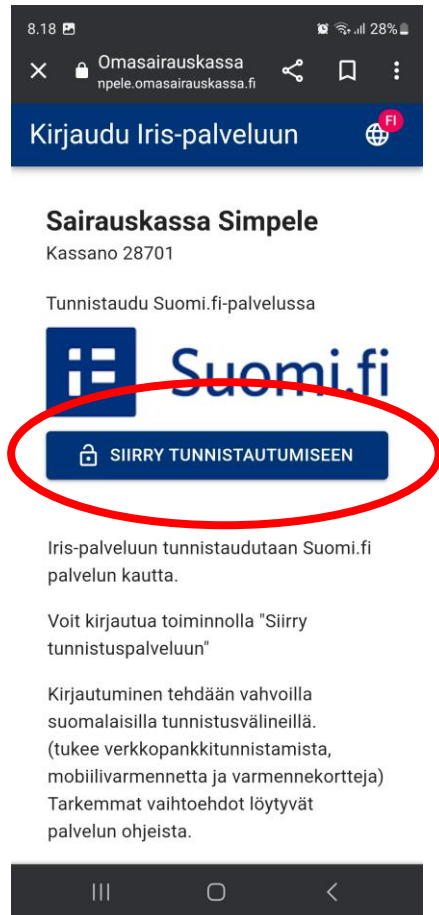 8.18 28%
Omasairauskassa
npele.omasairauskassa.fi
Kirjaudu Iris-palveluun FI
Sairauskassa Simpele
Kassano 28701
Tunnistaudu Suomi.fi-palvelussa
Suomi.fi
SIIRRY TUNNISTAUTUMISEEN
Iris-palveluun tunnistaudutaan Suomi.fi
palvelun kautta.
Voit kirjautua toiminnolla "Siirry
tunnistuspalveluun"
Kirjautuminen tehdään vahvoilla
suomalaisilla tunnistusvälineillä.
(tukee verkkopankkitunnistamista,
mobiilivarmennetta ja varmennekortteja)
Tarkemmat vaihtoehdot löytyvät
palvelun ohjeista.